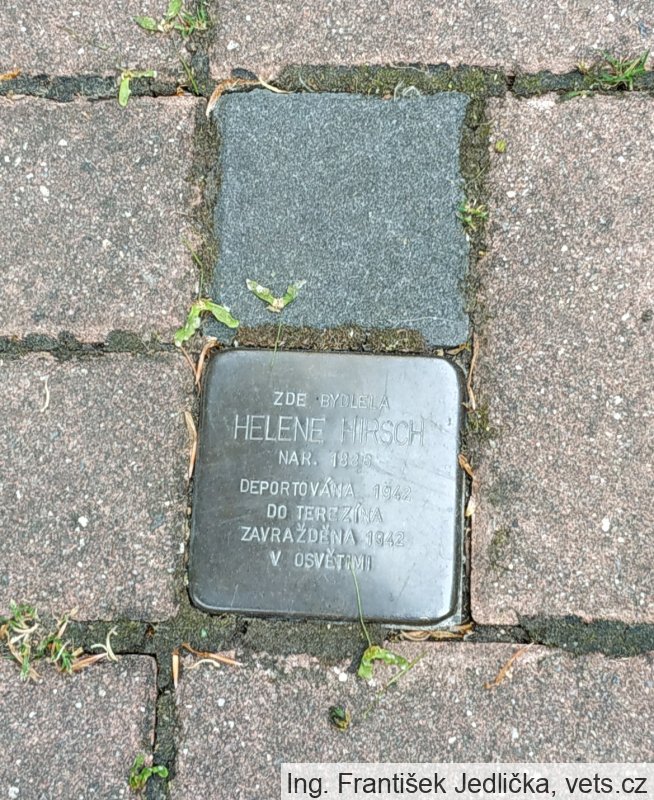 ZDE BYDLELA
HELENE HIRSCH
NAR.
DEPORTOVÁNA 1942
DO TEREZÍNA
ZAVRAŽDĚNA 1942
V OSVĚTIMI
Ing. František Jedlička, vets.cz